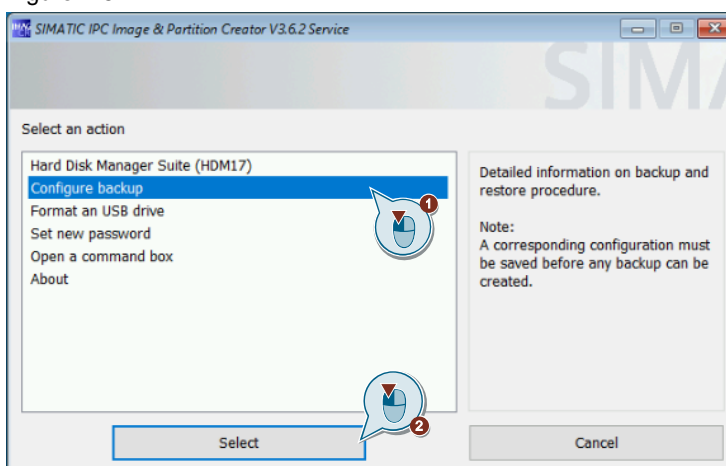 SIMATIC IPC Image & Partition Creator V3.6.2 Service
SIMA
Select an action
Hard Disk Manager Suite (HDM17)
Configure backup
Format an USB drive
Set new password
Open a command box
About
Detailed information on backup and
restore procedure.
Note:
A corresponding configuration must
be saved before any backup can be
created.
1
2
Select
Cancel